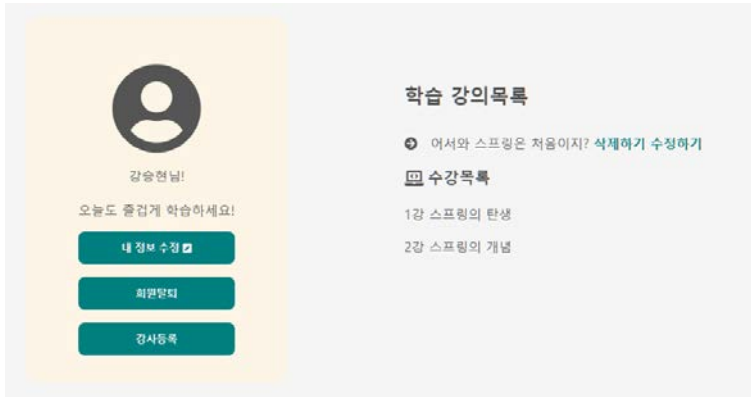 강승현님!
오늘도 즐겁게 학습하세요!
내 정보 수정
회원탈퇴
강사등록
학습 강의목록
어서와 스프링은 처음이지? 삭제하기 수정하기
수강목록
1강 스프링의 탄생
2강 스프링의 개념